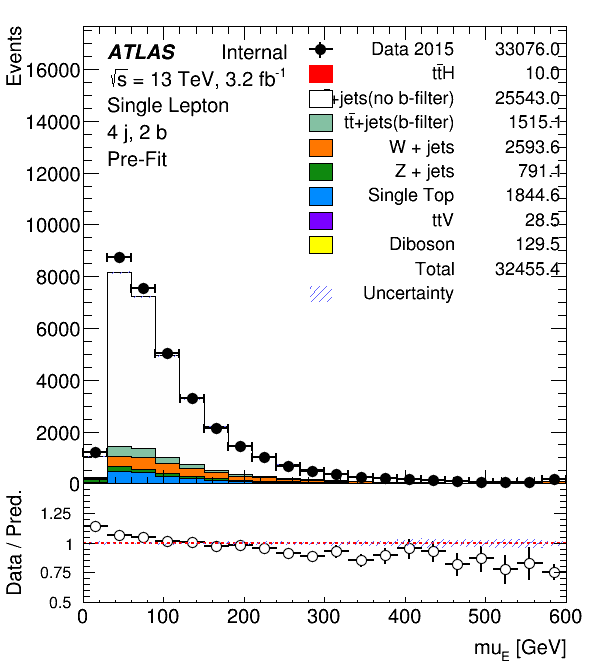 Events
ATLAS Internal
√s = 13 TeV, 3.2 fb⁻¹
Single Lepton
4 j, 2 b
Pre-Fit
Data 2015 33076.0
tt̄H 10.0
+jets(no b-filter) 25543.0
tt̄+jets(b-filter) 1515.1
W + jets 2593.6
Z + jets 791.1
Single Top 1844.6
ttV 28.5
Diboson 129.5
Total 32455.4
Uncertainty
16000
14000
12000
10000
8000
6000
4000
2000
0
Data / Pred.
1.25
1
0.75
0.5
0 100 200 300 400 500 600
mu_E [GeV]